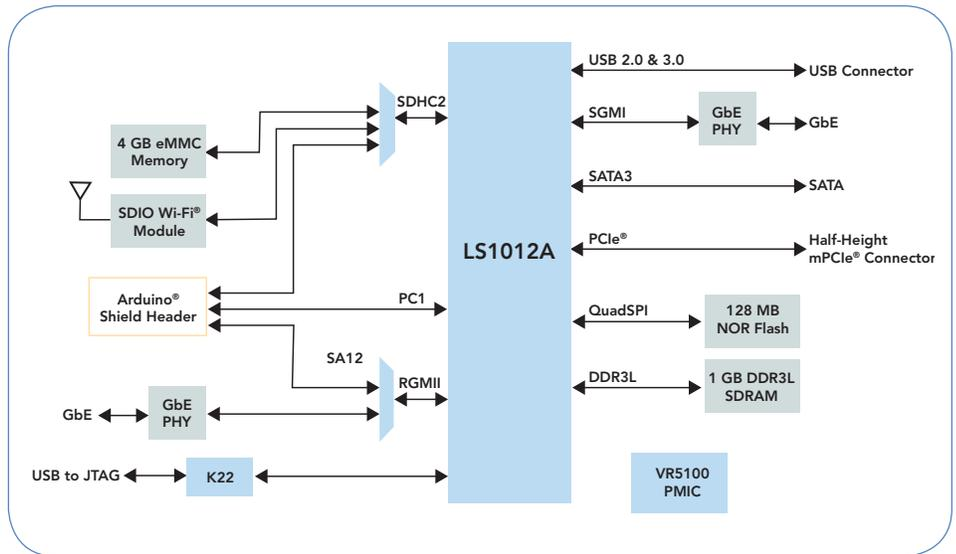 USB 2.0 & 3.0
USB Connector
SDHC2
SGMI
GbE
PHY
GbE
4 GB eMMC
Memory
SATA3
SATA
SDIO Wi-Fi®
Module
LS1012A
PCIe®
Half-Height
mPCIe® Connector
Arduino®
Shield Header
PC1
QuadSPI
128 MB
NOR Flash
SA12
RGMII
DDR3L
1 GB DDR3L
SDRAM
GbE
GbE
PHY
USB to JTAG
K22
VR5100
PMIC